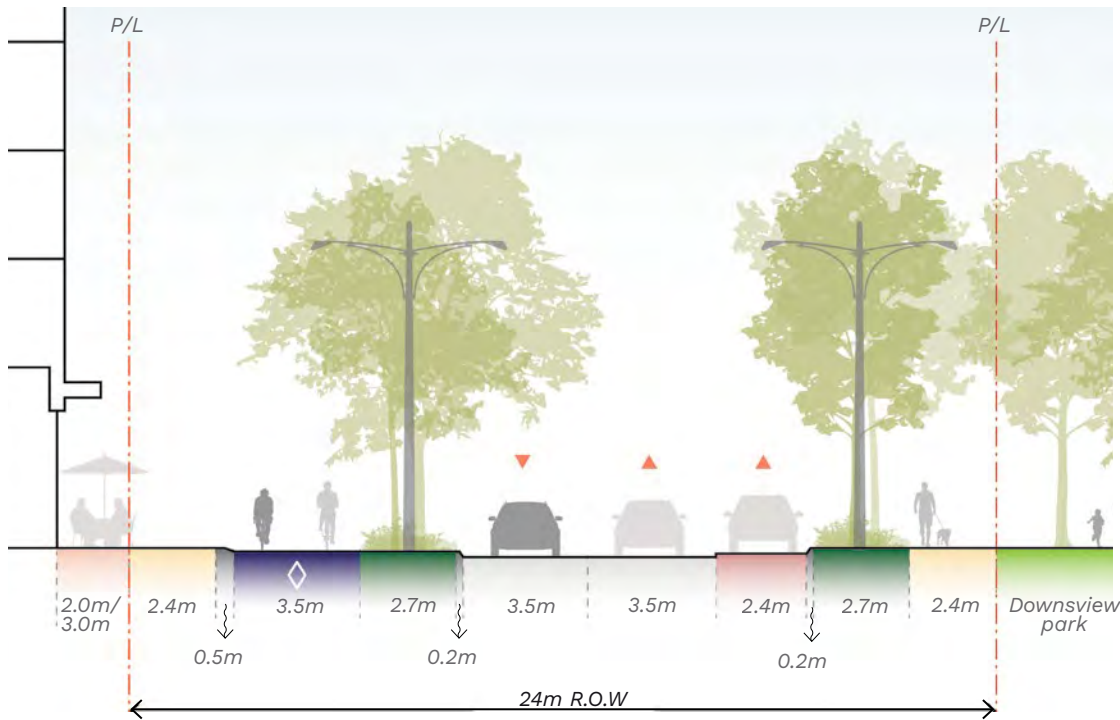 P/L
P/L
2.0m/
3.0m
2.4m
3.5m
2.7m
3.5m
3.5m
2.4m
2.7m
2.4m
Downsview
park
0.5m
0.2m
0.2m
24m R.O.W